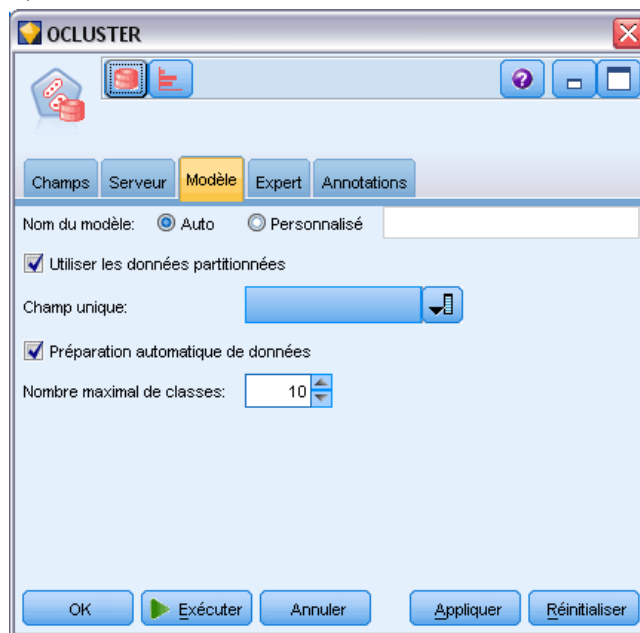 OCLUSTER
Champs Serveur Modèle Expert Annotations
Nom du modèle: Auto Personnalisé
Utiliser les données partitionnées
Champ unique:
Préparation automatique de données
Nombre maximal de classes: 10
OK Exécuter Annuler Appliquer Réinitialiser